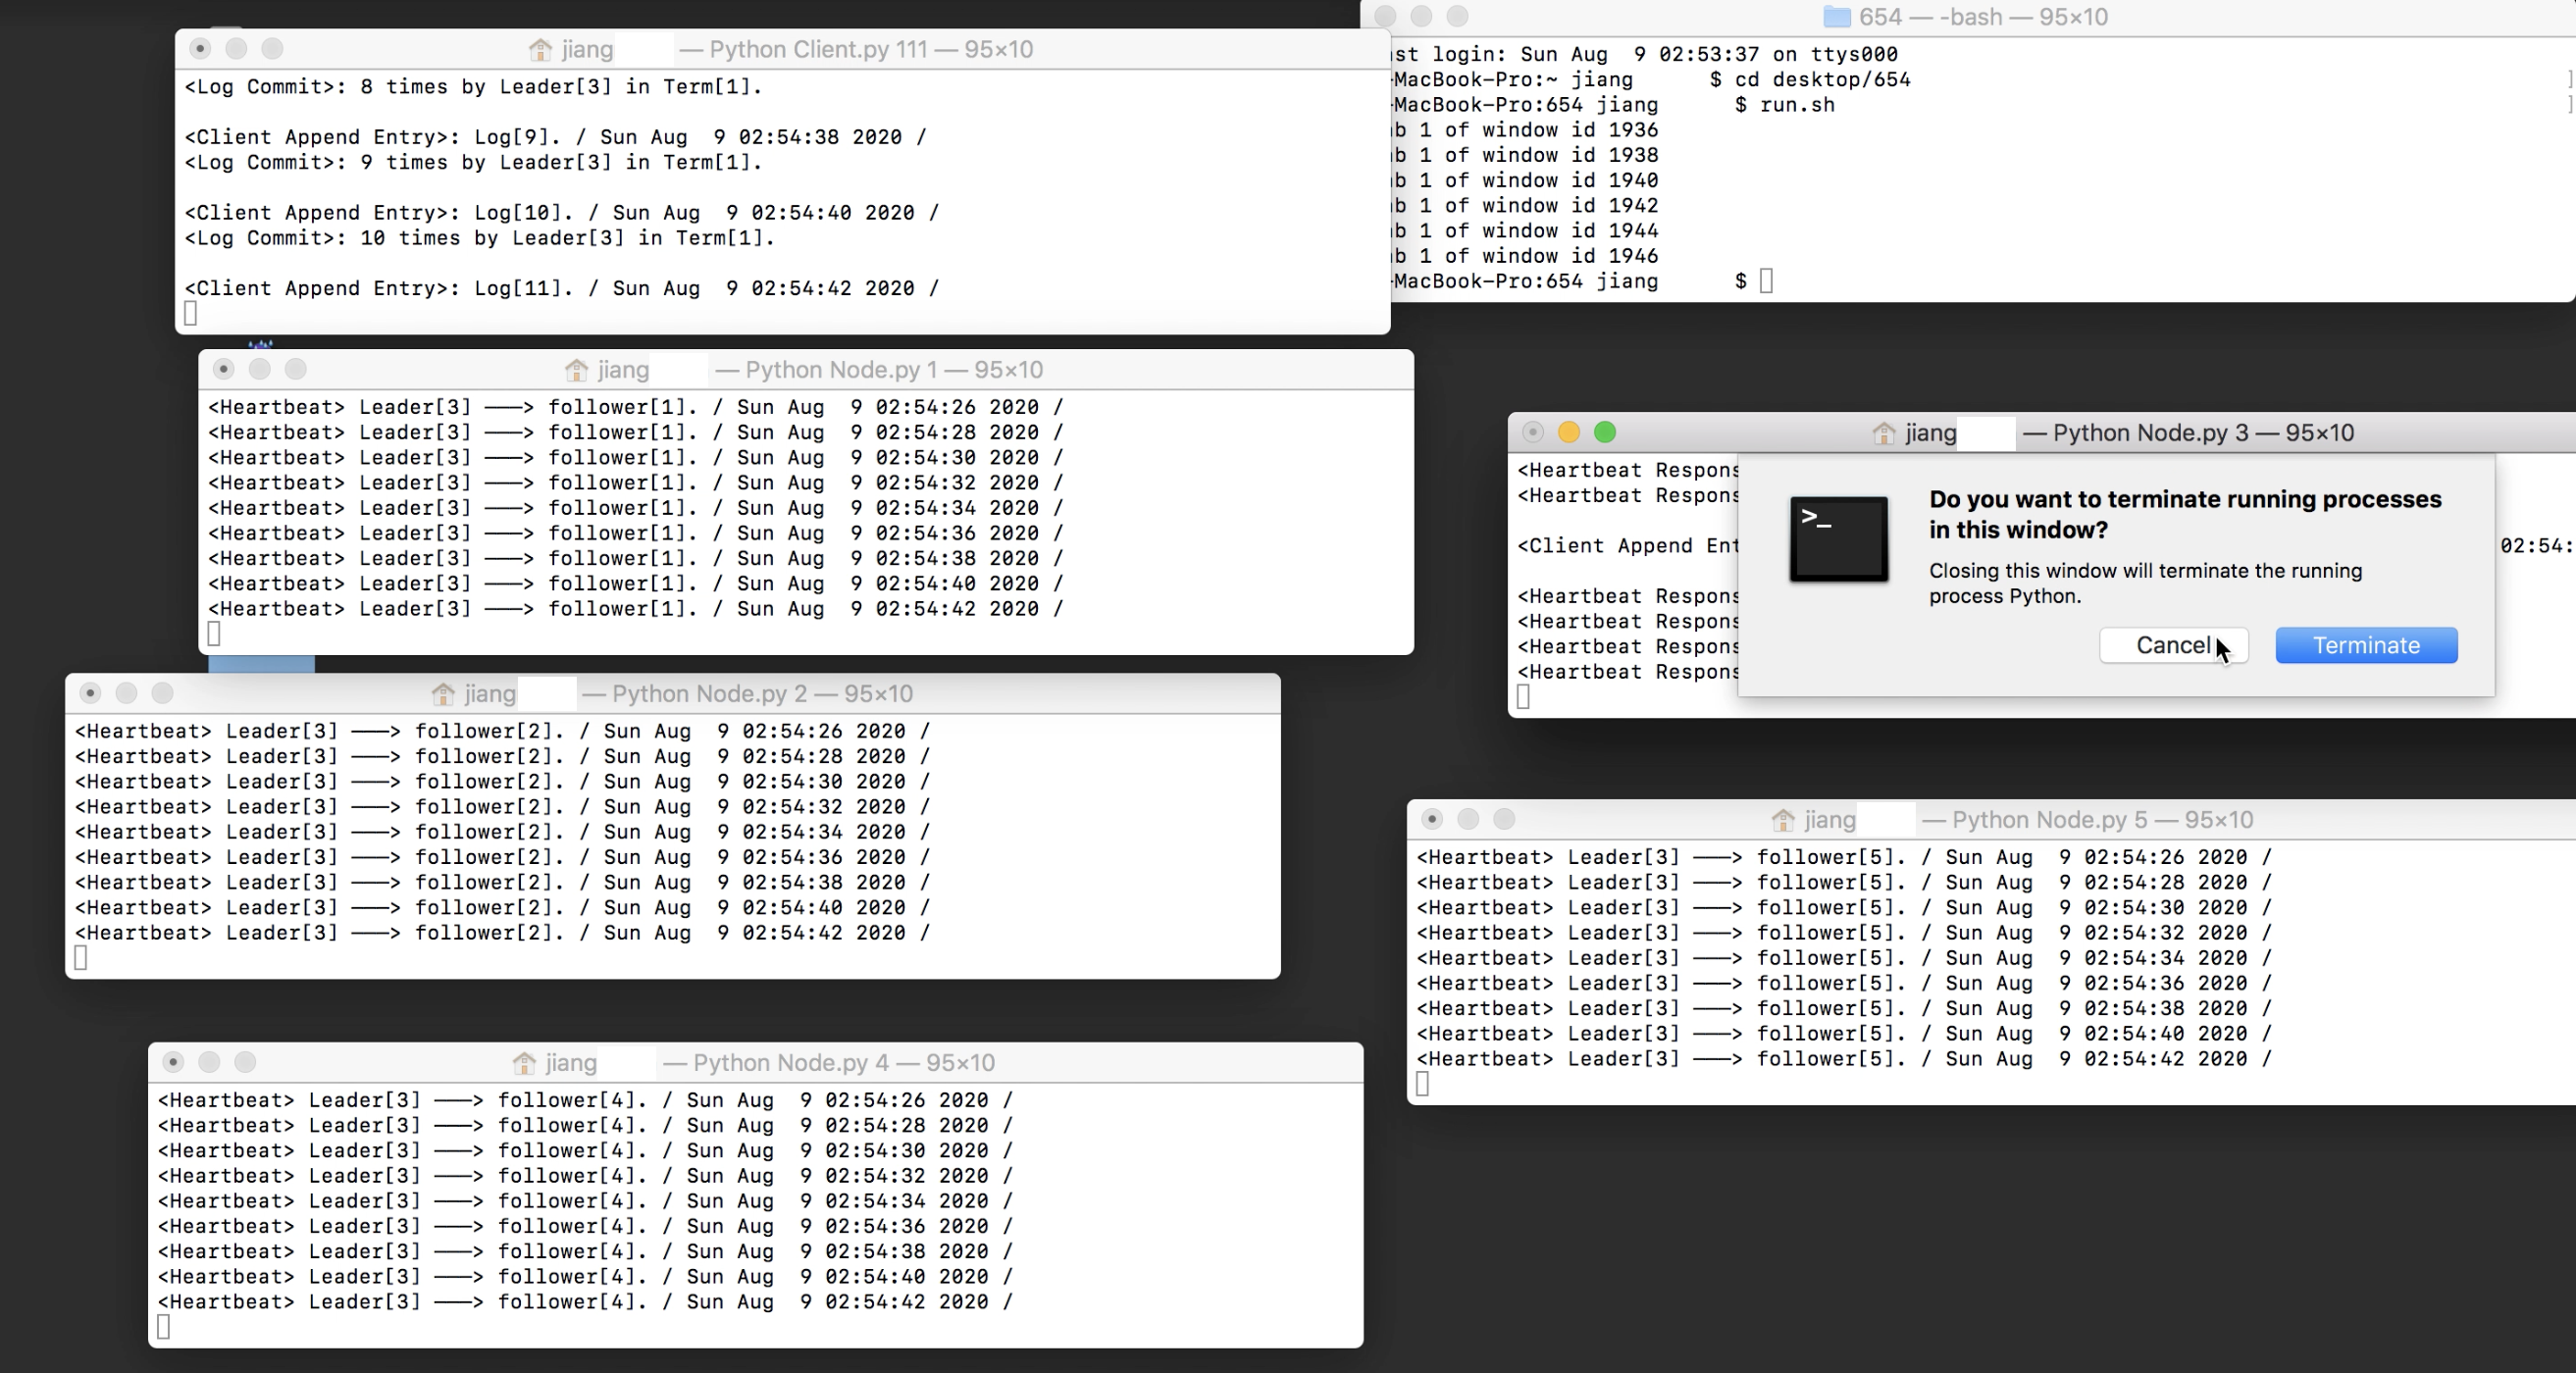 jiang — Python Client.py 111 — 95×10
<Log Commit>: 8 times by Leader[3] in Term[1].
<Client Append Entry>: Log[9]. / Sun Aug  9 02:54:38 2020 /
<Log Commit>: 9 times by Leader[3] in Term[1].
<Client Append Entry>: Log[10]. / Sun Aug  9 02:54:40 2020 /
<Log Commit>: 10 times by Leader[3] in Term[1].
<Client Append Entry>: Log[11]. / Sun Aug  9 02:54:42 2020 /
654 — -bash — 95×10
st login: Sun Aug  9 02:53:37 on ttys000
-MacBook-Pro:~ jiang $ cd desktop/654
-MacBook-Pro:654 jiang $ run.sh
b 1 of window id 1936
b 1 of window id 1938
b 1 of window id 1940
b 1 of window id 1942
b 1 of window id 1944
b 1 of window id 1946
-MacBook-Pro:654 jiang $
jiang — Python Node.py 1 — 95×10
<Heartbeat> Leader[3] ———> follower[1]. / Sun Aug  9 02:54:26 2020 /
<Heartbeat> Leader[3] ———> follower[1]. / Sun Aug  9 02:54:28 2020 /
<Heartbeat> Leader[3] ———> follower[1]. / Sun Aug  9 02:54:30 2020 /
<Heartbeat> Leader[3] ———> follower[1]. / Sun Aug  9 02:54:32 2020 /
<Heartbeat> Leader[3] ———> follower[1]. / Sun Aug  9 02:54:34 2020 /
<Heartbeat> Leader[3] ———> follower[1]. / Sun Aug  9 02:54:36 2020 /
<Heartbeat> Leader[3] ———> follower[1]. / Sun Aug  9 02:54:38 2020 /
<Heartbeat> Leader[3] ———> follower[1]. / Sun Aug  9 02:54:40 2020 /
<Heartbeat> Leader[3] ———> follower[1]. / Sun Aug  9 02:54:42 2020 /
jiang — Python Node.py 3 — 95×10
<Heartbeat Respons
<Heartbeat Respons
<Client Append Ent 02:54:
<Heartbeat Respons
<Heartbeat Respons
<Heartbeat Respons
<Heartbeat Respons
>_
Do you want to terminate running processes
in this window?
Closing this window will terminate the running
process Python.
Cancel Terminate
jiang — Python Node.py 2 — 95×10
<Heartbeat> Leader[3] ———> follower[2]. / Sun Aug  9 02:54:26 2020 /
<Heartbeat> Leader[3] ———> follower[2]. / Sun Aug  9 02:54:28 2020 /
<Heartbeat> Leader[3] ———> follower[2]. / Sun Aug  9 02:54:30 2020 /
<Heartbeat> Leader[3] ———> follower[2]. / Sun Aug  9 02:54:32 2020 /
<Heartbeat> Leader[3] ———> follower[2]. / Sun Aug  9 02:54:34 2020 /
<Heartbeat> Leader[3] ———> follower[2]. / Sun Aug  9 02:54:36 2020 /
<Heartbeat> Leader[3] ———> follower[2]. / Sun Aug  9 02:54:38 2020 /
<Heartbeat> Leader[3] ———> follower[2]. / Sun Aug  9 02:54:40 2020 /
<Heartbeat> Leader[3] ———> follower[2]. / Sun Aug  9 02:54:42 2020 /
jiang — Python Node.py 5 — 95×10
<Heartbeat> Leader[3] ———> follower[5]. / Sun Aug  9 02:54:26 2020 /
<Heartbeat> Leader[3] ———> follower[5]. / Sun Aug  9 02:54:28 2020 /
<Heartbeat> Leader[3] ———> follower[5]. / Sun Aug  9 02:54:30 2020 /
<Heartbeat> Leader[3] ———> follower[5]. / Sun Aug  9 02:54:32 2020 /
<Heartbeat> Leader[3] ———> follower[5]. / Sun Aug  9 02:54:34 2020 /
<Heartbeat> Leader[3] ———> follower[5]. / Sun Aug  9 02:54:36 2020 /
<Heartbeat> Leader[3] ———> follower[5]. / Sun Aug  9 02:54:38 2020 /
<Heartbeat> Leader[3] ———> follower[5]. / Sun Aug  9 02:54:40 2020 /
<Heartbeat> Leader[3] ———> follower[5]. / Sun Aug  9 02:54:42 2020 /
jiang — Python Node.py 4 — 95×10
<Heartbeat> Leader[3] ———> follower[4]. / Sun Aug  9 02:54:26 2020 /
<Heartbeat> Leader[3] ———> follower[4]. / Sun Aug  9 02:54:28 2020 /
<Heartbeat> Leader[3] ———> follower[4]. / Sun Aug  9 02:54:30 2020 /
<Heartbeat> Leader[3] ———> follower[4]. / Sun Aug  9 02:54:32 2020 /
<Heartbeat> Leader[3] ———> follower[4]. / Sun Aug  9 02:54:34 2020 /
<Heartbeat> Leader[3] ———> follower[4]. / Sun Aug  9 02:54:36 2020 /
<Heartbeat> Leader[3] ———> follower[4]. / Sun Aug  9 02:54:38 2020 /
<Heartbeat> Leader[3] ———> follower[4]. / Sun Aug  9 02:54:40 2020 /
<Heartbeat> Leader[3] ———> follower[4]. / Sun Aug  9 02:54:42 2020 /